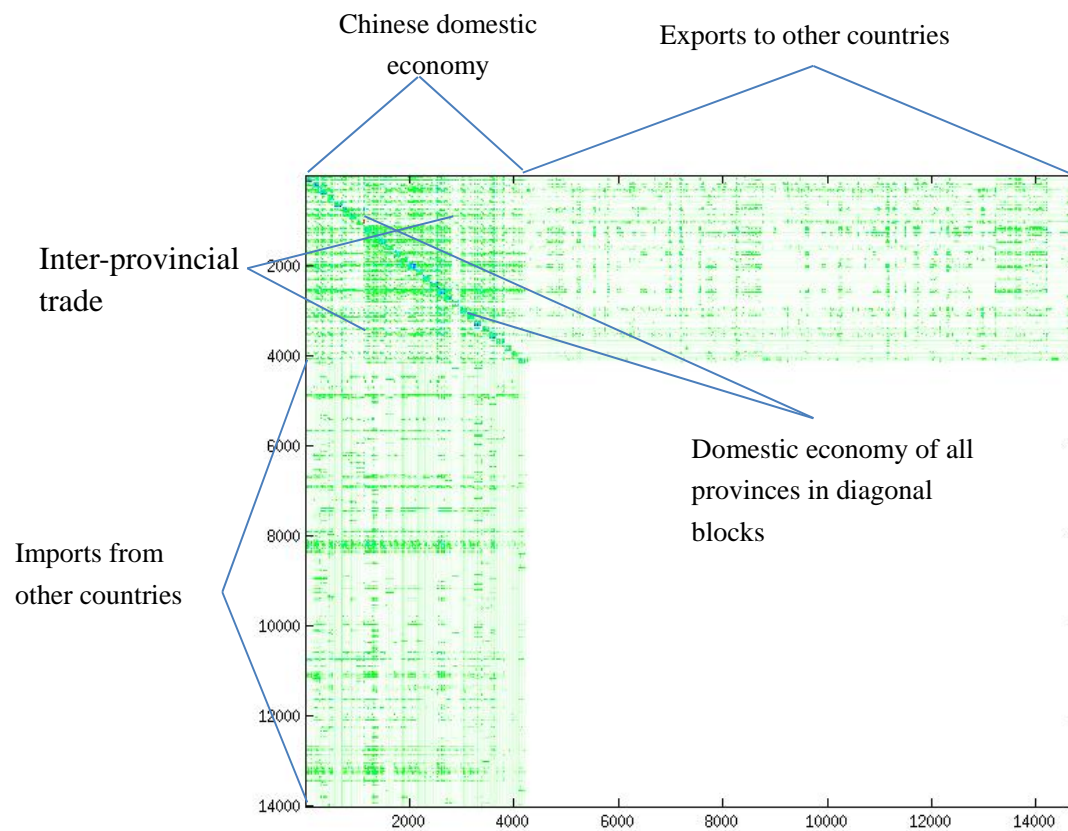 Chinese domestic
economy
Exports to other countries
Inter-provincial
trade
2000
4000
6000
8000
10000
12000
14000
Domestic economy of all
provinces in diagonal
blocks
Imports from
other countries
2000
4000
6000
8000
10000
12000
14000